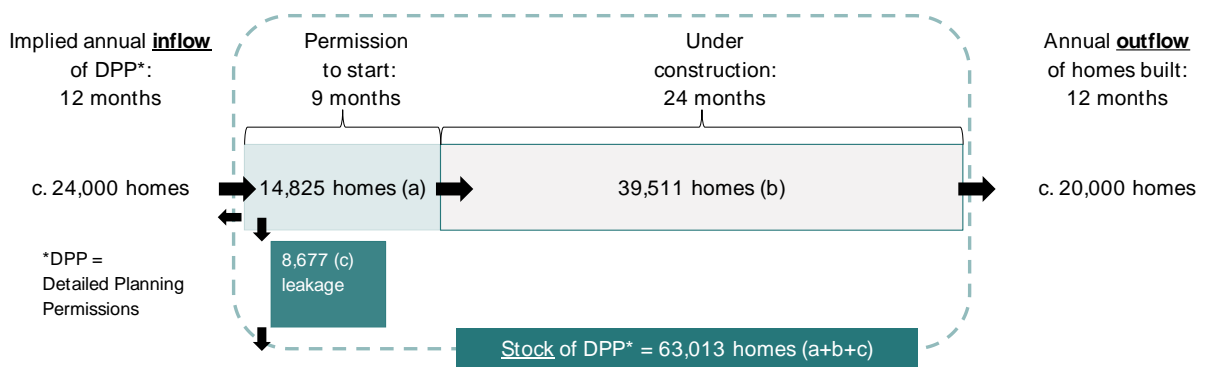 Implied annual inflow
of DPP*:
12 months
Permission
to start:
9 months
Under
construction:
24 months
Annual outflow
of homes built:
12 months
c. 24,000 homes
14,825 homes (a)
39,511 homes (b)
c. 20,000 homes
*DPP =
Detailed Planning
Permissions
8,677 (c)
leakage
Stock of DPP* = 63,013 homes (a+b+c)